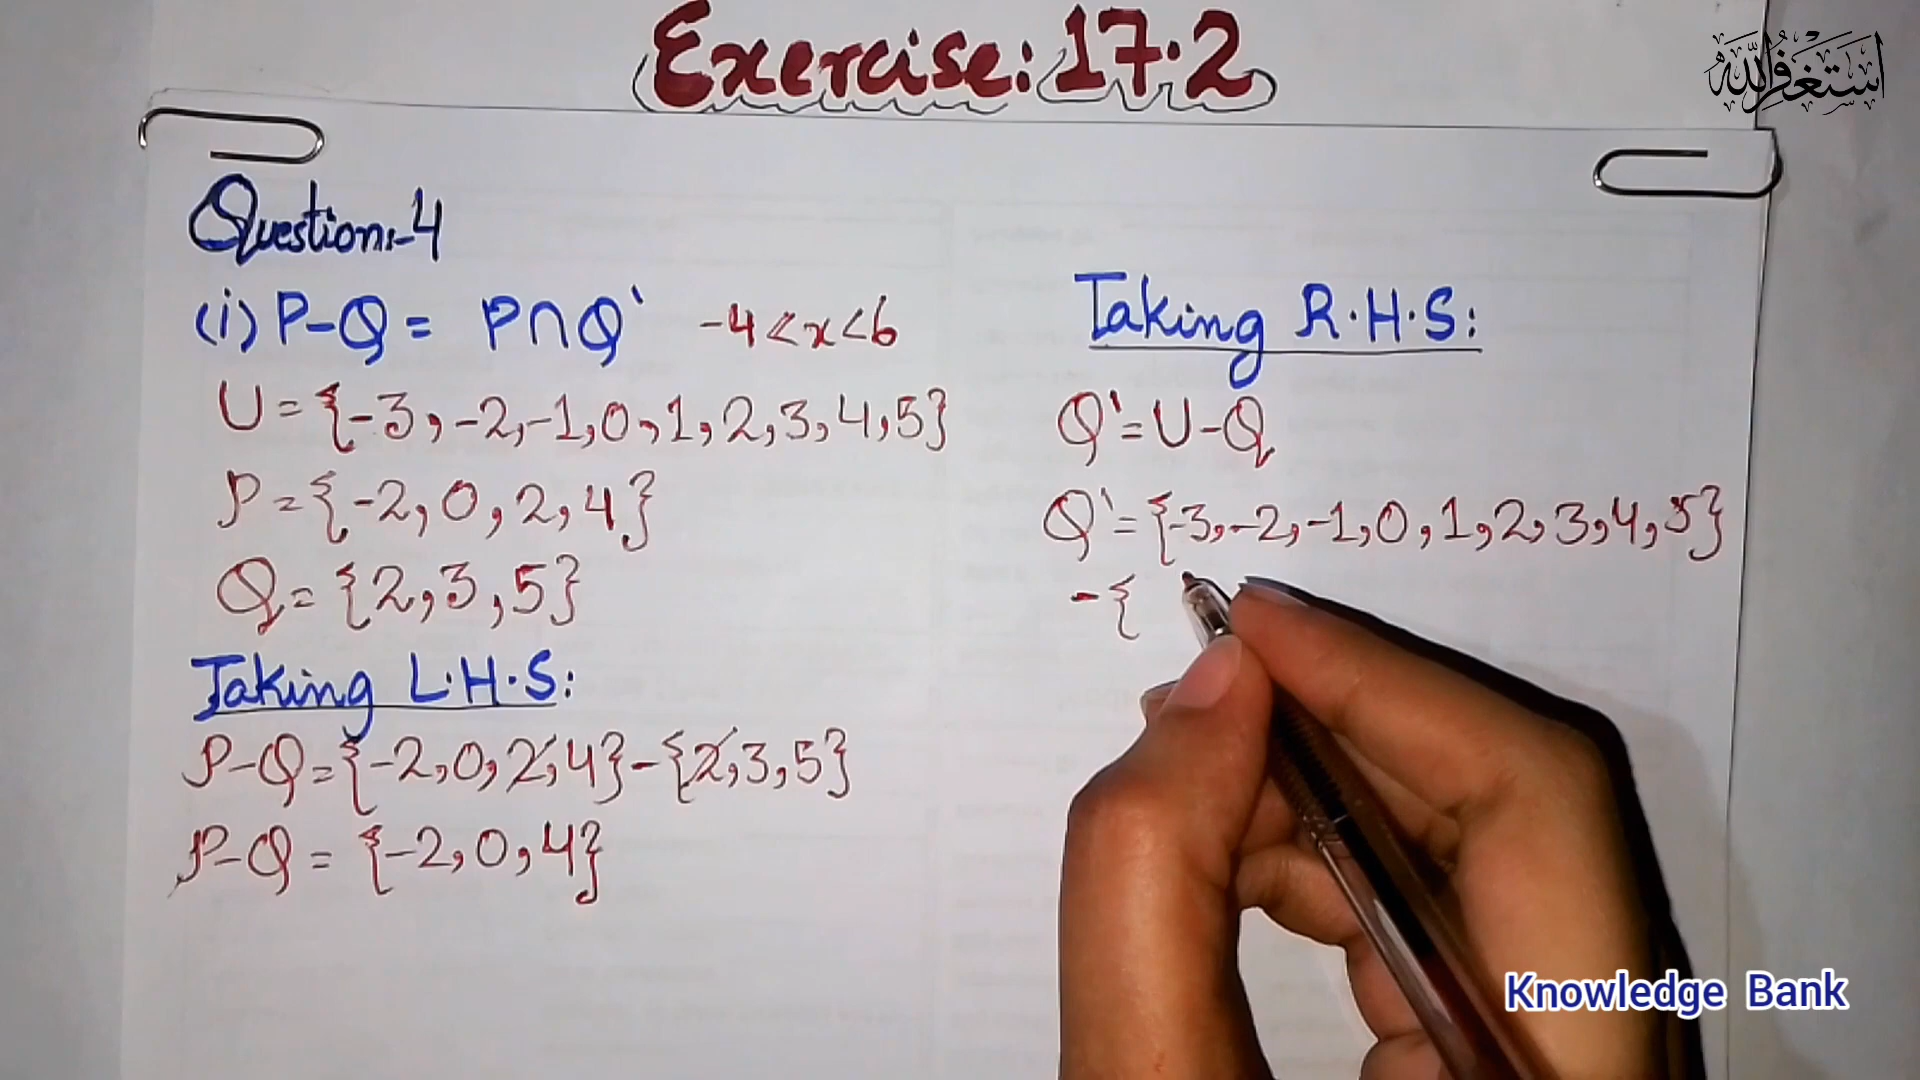 Exercise: 17.2
استغفر الله
Question:-4
(i) P-Q = P∩Q' -4<x<6
U = {-3, -2, -1, 0, 1, 2, 3, 4, 5}
P = {-2, 0, 2, 4}
Q = {2, 3, 5}
Taking L.H.S:
P-Q = {-2, 0, 2, 4} - {2, 3, 5}
P-Q = {-2, 0, 4}
Taking R.H.S:
Q' = U-Q
Q' = {-3, -2, -1, 0, 1, 2, 3, 4, 5}
- {
Knowledge Bank